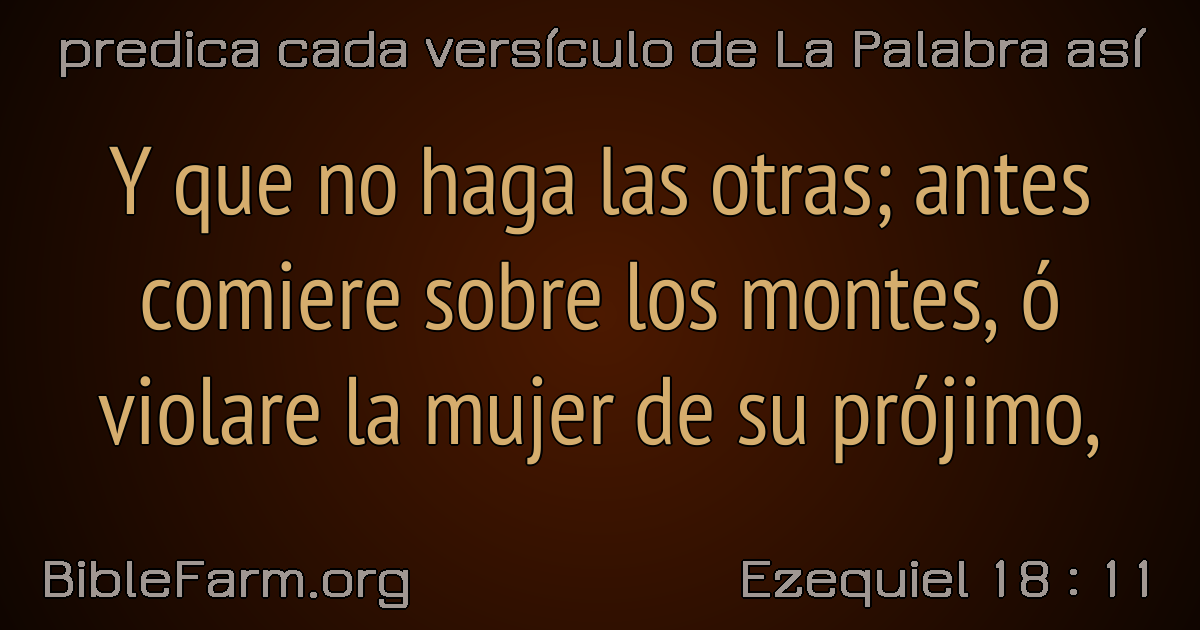 predica cada versículo de La Palabra así
Y que no haga las otras; antes
comiere sobre los montes, ó
violare la mujer de su prójimo,
BibleFarm.org
Ezequiel 18 : 11